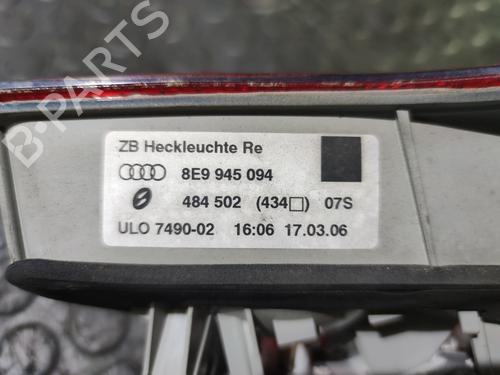 B-PARTS
ZB Heckleuchte Re
8E9 945 094
484 502 (434□) 07S
ULO 7490-02 16:06 17.03.06